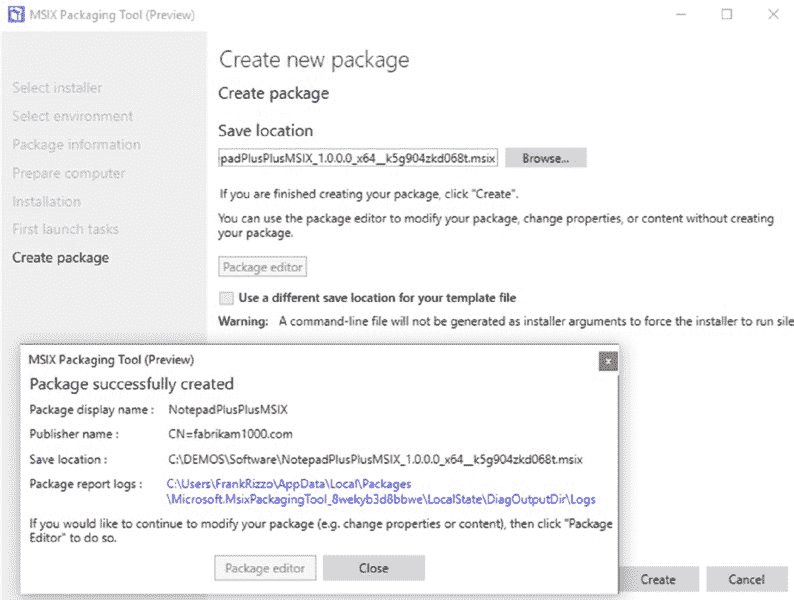 MSIX Packaging Tool (Preview)
Create new package
Select installer
Select environment
Package information
Prepare computer
Installation
First launch tasks
Create package
Create package
Save location
padPlusPlusMSIX_1.0.0.0_x64__k5g904zkd068t.msix
Browse...
If you are finished creating your package, click "Create".
You can use the package editor to modify your package, change properties, or content without creating
your package.
Package editor
Use a different save location for your template file
Warning: A command-line file will not be generated as installer arguments to force the installer to run sile
MSIX Packaging Tool (Preview)
Package successfully created
Package display name : NotepadPlusPlusMSIX
Publisher name : CN=fabrikam1000.com
Save location : C:\DEMOS\Software\NotepadPlusPlusMSIX_1.0.0.0_x64__k5g904zkd068t.msix
Package report logs : C:\Users\FrankRizzo\AppData\Local\Packages
\Microsoft.MsixPackagingTool_8wekyb3d8bbwe\LocalState\DiagOutputDir\Logs
If you would like to continue to modify your package (e.g. change properties or content), then click "Package
Editor" to do so.
Package editor
Close
Create
Cancel